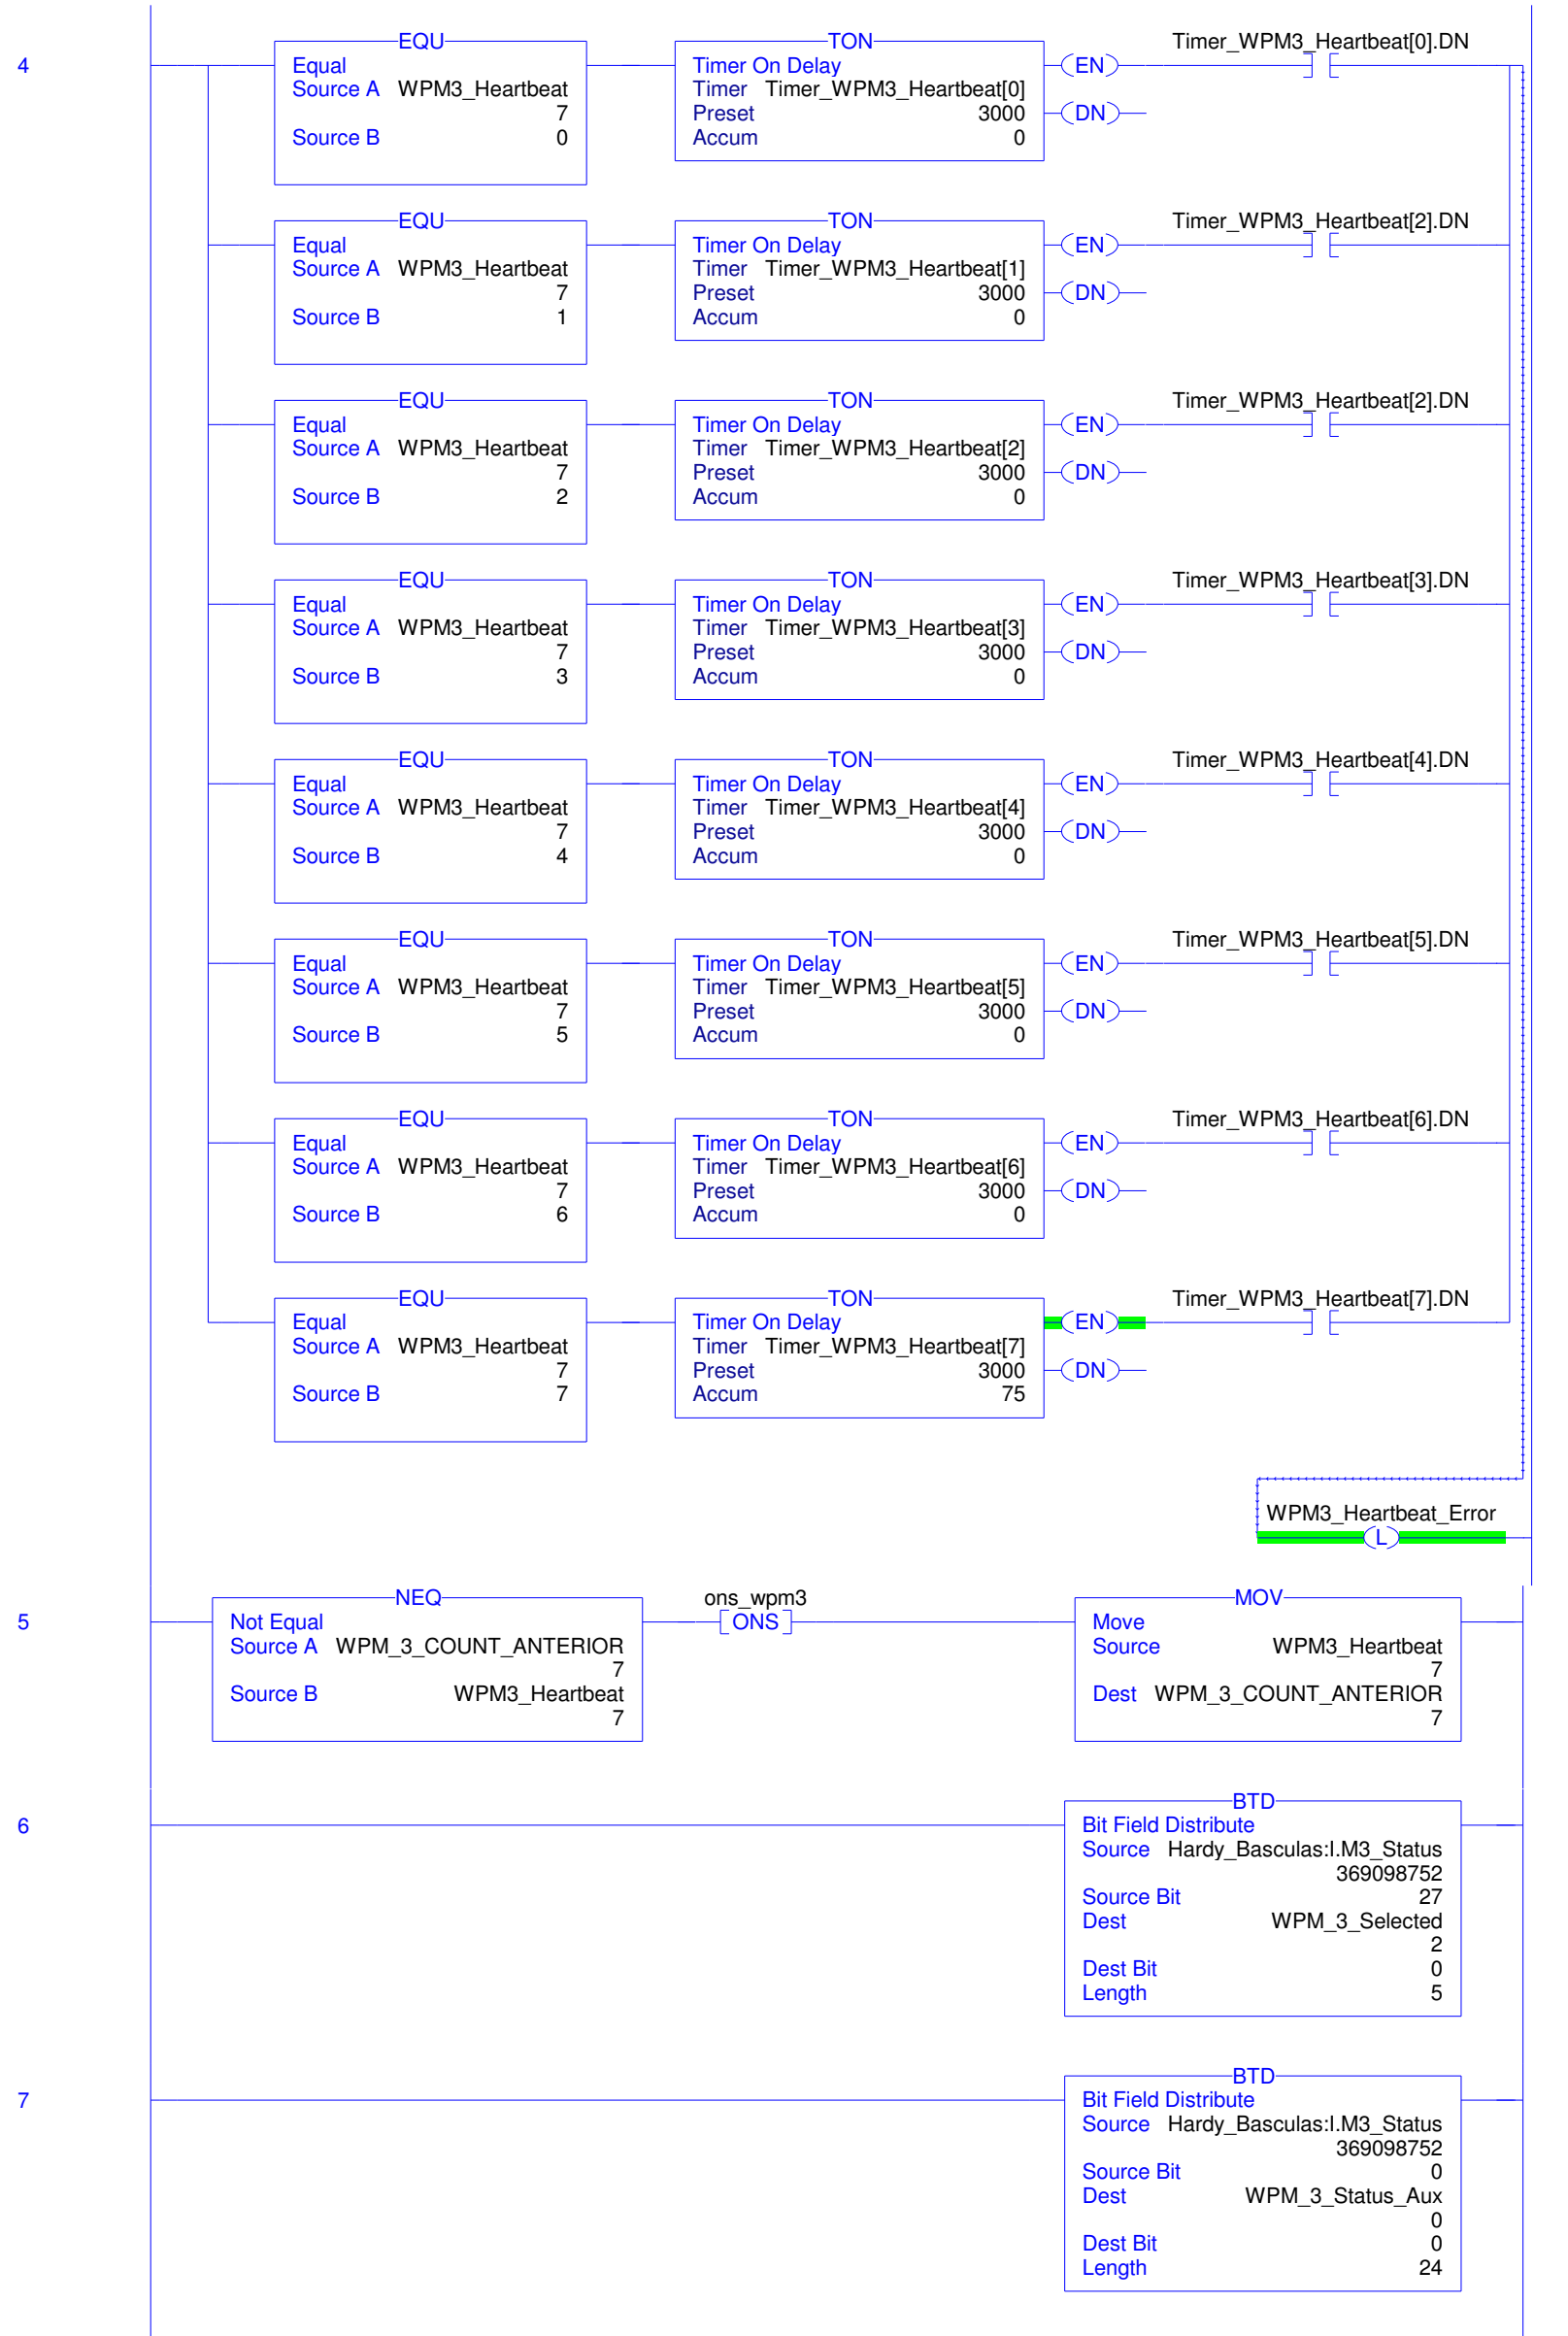 4
EQU
Equal
Source A WPM3_Heartbeat
7
Source B 0
TON
Timer On Delay
Timer Timer_WPM3_Heartbeat[0]
Preset 3000
Accum 0
EN
DN
Timer_WPM3_Heartbeat[0].DN
EQU
Equal
Source A WPM3_Heartbeat
7
Source B 1
TON
Timer On Delay
Timer Timer_WPM3_Heartbeat[1]
Preset 3000
Accum 0
EN
DN
Timer_WPM3_Heartbeat[2].DN
EQU
Equal
Source A WPM3_Heartbeat
7
Source B 2
TON
Timer On Delay
Timer Timer_WPM3_Heartbeat[2]
Preset 3000
Accum 0
EN
DN
Timer_WPM3_Heartbeat[2].DN
EQU
Equal
Source A WPM3_Heartbeat
7
Source B 3
TON
Timer On Delay
Timer Timer_WPM3_Heartbeat[3]
Preset 3000
Accum 0
EN
DN
Timer_WPM3_Heartbeat[3].DN
EQU
Equal
Source A WPM3_Heartbeat
7
Source B 4
TON
Timer On Delay
Timer Timer_WPM3_Heartbeat[4]
Preset 3000
Accum 0
EN
DN
Timer_WPM3_Heartbeat[4].DN
EQU
Equal
Source A WPM3_Heartbeat
7
Source B 5
TON
Timer On Delay
Timer Timer_WPM3_Heartbeat[5]
Preset 3000
Accum 0
EN
DN
Timer_WPM3_Heartbeat[5].DN
EQU
Equal
Source A WPM3_Heartbeat
7
Source B 6
TON
Timer On Delay
Timer Timer_WPM3_Heartbeat[6]
Preset 3000
Accum 0
EN
DN
Timer_WPM3_Heartbeat[6].DN
EQU
Equal
Source A WPM3_Heartbeat
7
Source B 7
TON
Timer On Delay
Timer Timer_WPM3_Heartbeat[7]
Preset 3000
Accum 75
EN
DN
Timer_WPM3_Heartbeat[7].DN
WPM3_Heartbeat_Error
L
5
NEQ
Not Equal
Source A WPM_3_COUNT_ANTERIOR
7
Source B WPM3_Heartbeat
7
ons_wpm3
ONS
MOV
Move
Source WPM3_Heartbeat
7
Dest WPM_3_COUNT_ANTERIOR
7
6
BTD
Bit Field Distribute
Source Hardy_Basculas:I.M3_Status
369098752
Source Bit 27
Dest WPM_3_Selected
2
Dest Bit 0
Length 5
7
BTD
Bit Field Distribute
Source Hardy_Basculas:I.M3_Status
369098752
Source Bit 0
Dest WPM_3_Status_Aux
0
Dest Bit 0
Length 24